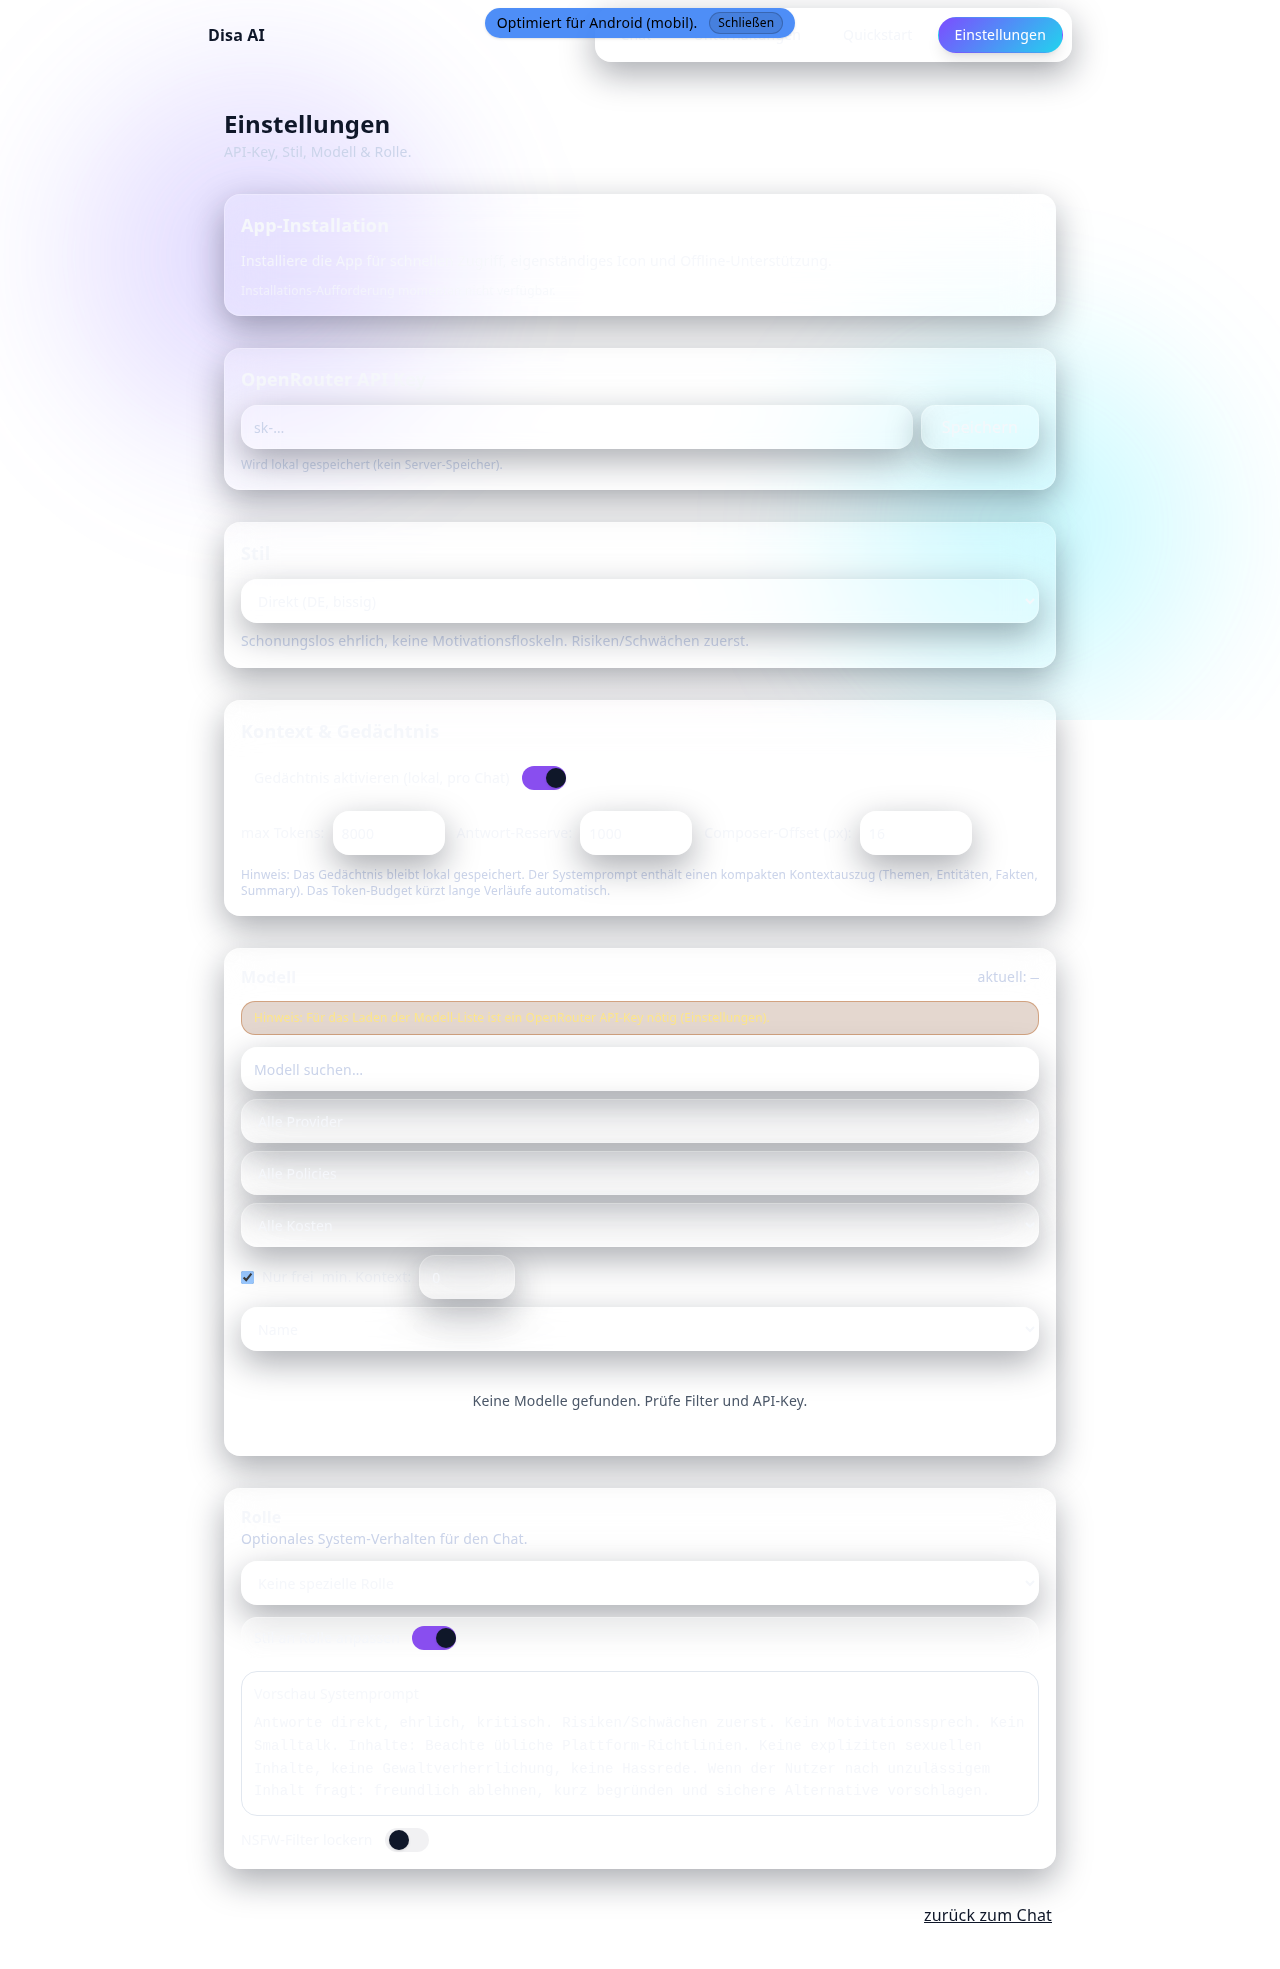 Disa AI
Optimiert für Android (mobil). Schließen
Quickstart
Einstellungen
Einstellungen
API-Key, Stil, Modell & Rolle.
App-Installation
Installiere die App für eigenständiges Icon und Offline-Unterstützung.
Installations-Aufforderung
OpenRouter API
sk-...
Wird lokal gespeichert (kein Server-Speicher).
Stil
Direkt (DE, bissig)
Schonungslos ehrlich, keine Motivationsfloskeln. Risiken/Schwächen zuerst.
Kontext & Gedächtnis
Gedächtnis aktivieren (lokal, pro Chat)
max Tokens 8000 Antwort-Reserve 1000 Composer-Offset (px) 16
Hinweis: Das Gedächtnis bleibt lokal gespeichert. Der Systemprompt enthält einen kompakten Kontextauszug (Themen, Entitäten, Fakten,
Summary). Das Token-Budget kürzt lange Verläufe automatisch.
Modell
aktuell: —
Hinweis: Für das Laden der Modell-Liste ist ein OpenRouter API-Key nötig (Einstellungen).
Modell suchen...
Alle Provider
Alle Policies
Alle Kosten
Nur frei min. Kontext 0
Name
Keine Modelle gefunden. Prüfe Filter und API-Key.
Rolle
Optionales System-Verhalten für den Chat.
Keine spezielle Rolle
Vorschau Systemprompt
Antworte direkt, ehrlich, kritisch. Risiken/Schwächen zuerst. Kein Motivationssprech. Kein
Smalltalk. Inhalte: Beachte übliche Plattform-Richtlinien. Keine expliziten sexuellen
Inhalte, keine Gewaltverherrlichung, keine Hassrede. Wenn der Nutzer nach unzulässigem
Inhalt fragt: freundlich ablehnen, kurz begründen und sichere Alternative vorschlagen.
NSFW-Filter lockern
zurück zum Chat